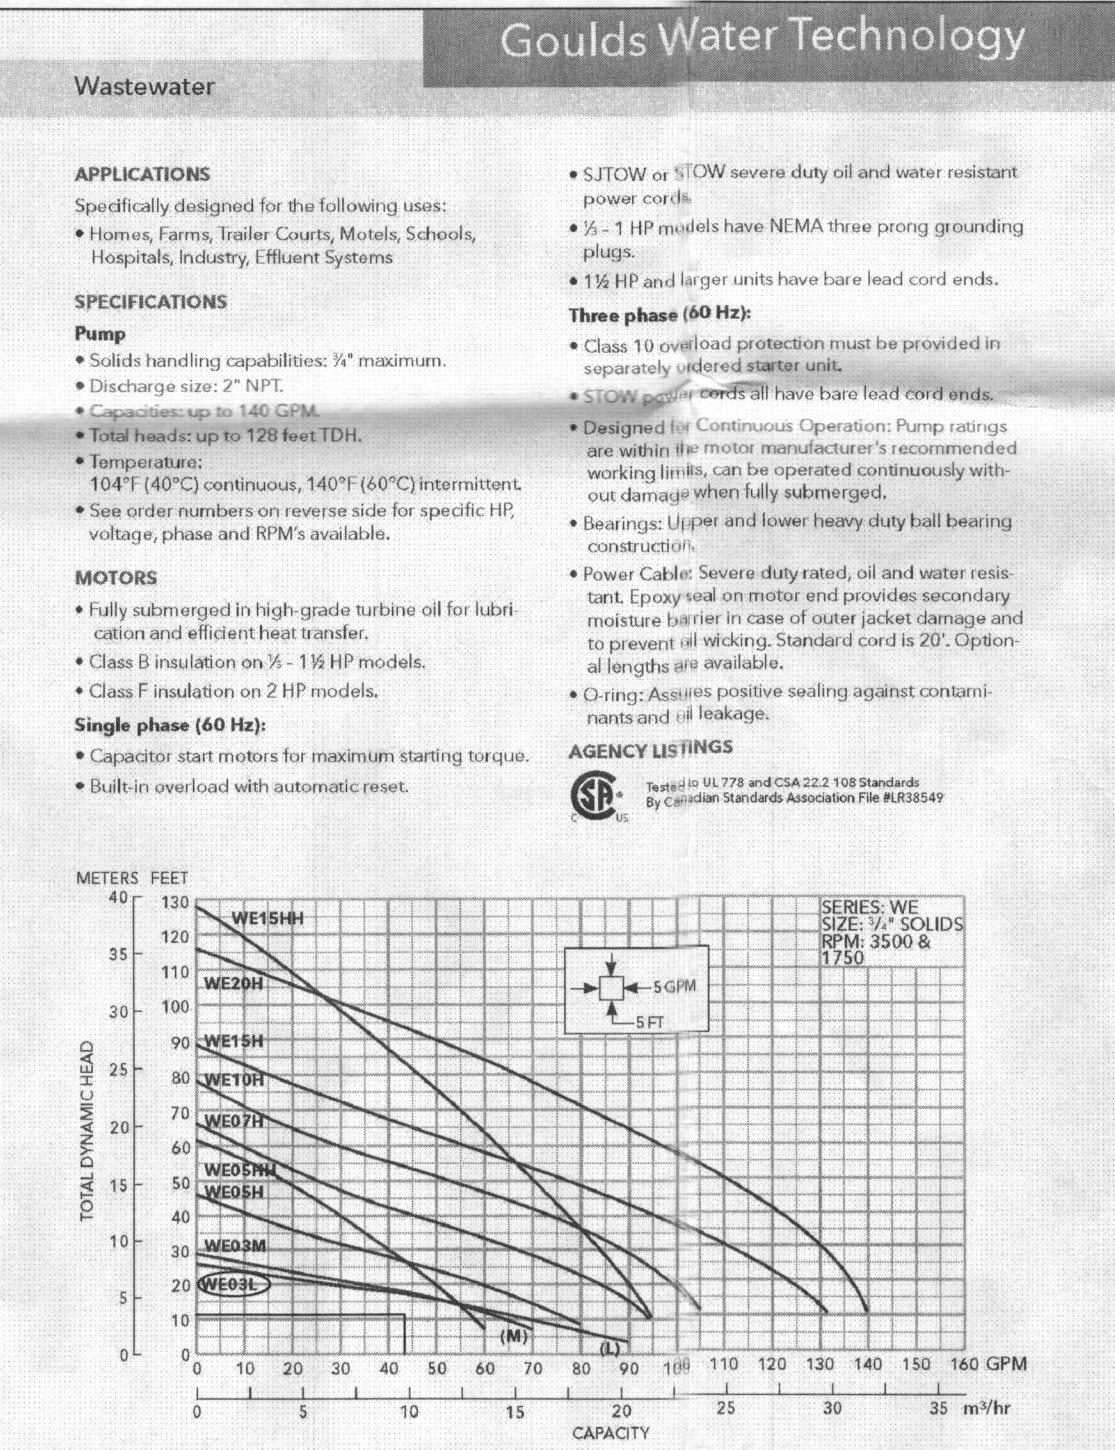 Goulds Water Technology
Wastewater
APPLICATIONS
Specifically designed for the following uses:
• Homes, Farms, Trailer Courts, Motels, Schools,
Hospitals, Industry, Effluent Systems
SPECIFICATIONS
Pump
• Solids handling capabilities: ¾" maximum.
• Discharge size: 2" NPT.
• Capacities: up to 140 GPM.
• Total heads: up to 128 feet TDH.
• Temperature:
104°F (40°C) continuous, 140°F (60°C) intermittent.
• See order numbers on reverse side for specific HP,
voltage, phase and RPM's available.
MOTORS
• Fully submerged in high-grade turbine oil for lubri-
cation and efficient heat transfer.
• Class B insulation on ⅓ - 1½ HP models.
• Class F insulation on 2 HP models.
Single phase (60 Hz):
• Capacitor start motors for maximum starting torque.
• Built-in overload with automatic reset.
• SJTOW or STOW severe duty oil and water resistant
power cords.
• ⅓ - 1 HP models have NEMA three prong grounding
plugs.
• 1½ HP and larger units have bare lead cord ends.
Three phase (60 Hz):
• Class 10 overload protection must be provided in
separately ordered starter unit.
• STOW power cords all have bare lead cord ends.
• Designed for Continuous Operation: Pump ratings
are within the motor manufacturer's recommended
working limits, can be operated continuously with-
out damage when fully submerged.
• Bearings: Upper and lower heavy duty ball bearing
construction.
• Power Cable: Severe duty rated, oil and water resis-
tant. Epoxy seal on motor end provides secondary
moisture barrier in case of outer jacket damage and
to prevent oil wicking. Standard cord is 20'. Option-
al lengths are available.
• O-ring: Assures positive sealing against contami-
nants and oil leakage.
AGENCY LISTINGS
CSA ® C US
Tested to UL 778 and CSA 22.2 108 Standards
By Canadian Standards Association File #LR38549
METERS FEET
40
35
30
25
20
15
10
5
0
130
120
110
100
90
80
70
60
50
40
30
20
10
0
TOTAL DYNAMIC HEAD
WE15HH
WE20H
WE15H
WE10H
WE07H
WE05HH
WE05H
WE03M
WE03L
(M)
(L)
5 GPM
5 FT
SERIES: WE
SIZE: ¾" SOLIDS
RPM: 3500 &
1750
0 10 20 30 40 50 60 70 80 90 100 110 120 130 140 150 160 GPM
0 5 10 15 20 25 30 35 m³/hr
CAPACITY